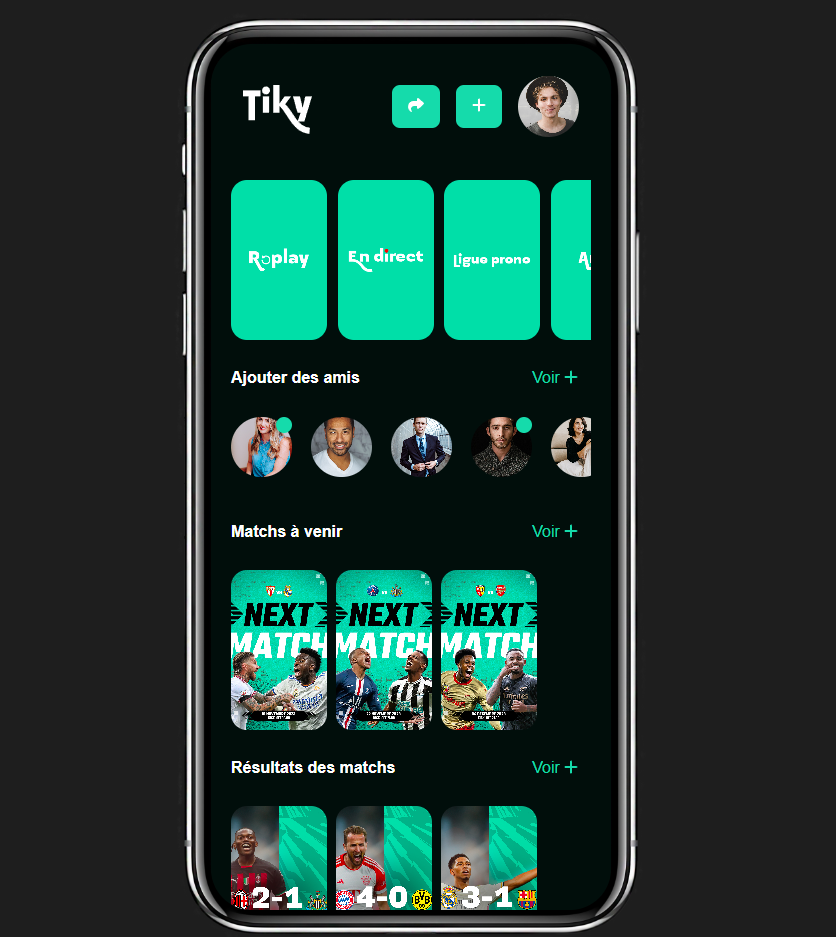 Tiky
Replay
En direct
Ligue prono
Ajouter des amis
Voir +
Matchs à venir
Voir +
NEXT
MATCH
NEXT
MATCH
NEXT
MATCH
Résultats des matchs
Voir +
2-1
4-0
3-1